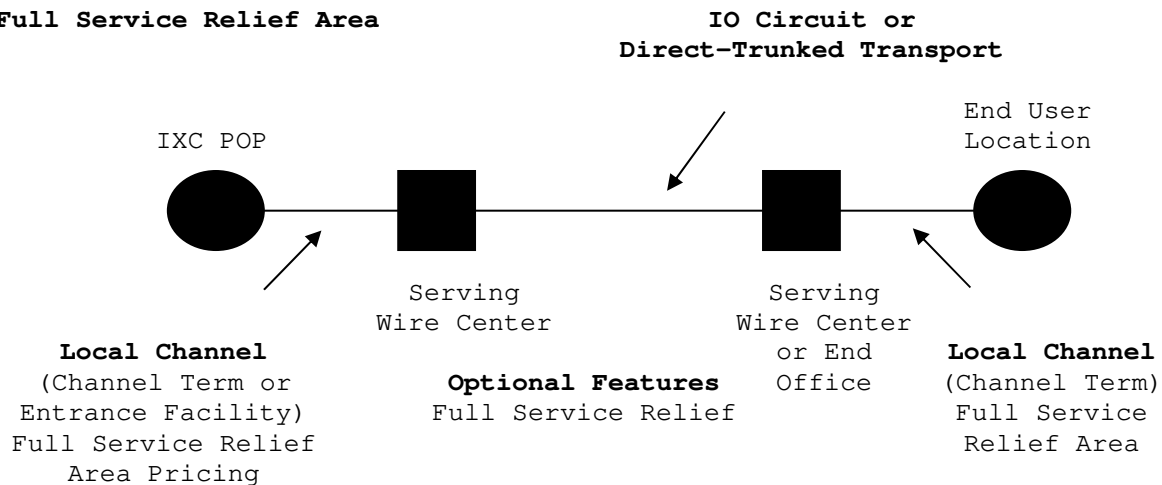 Full Service Relief Area
IO Circuit or
Direct-Trunked Transport
IXC POP
End User
Location
Serving
Wire Center
Serving
Wire Center
or End
Office
Local Channel
(Channel Term or
Entrance Facility)
Full Service Relief
Area Pricing
Optional Features
Full Service Relief
Local Channel
(Channel Term)
Full Service
Relief Area